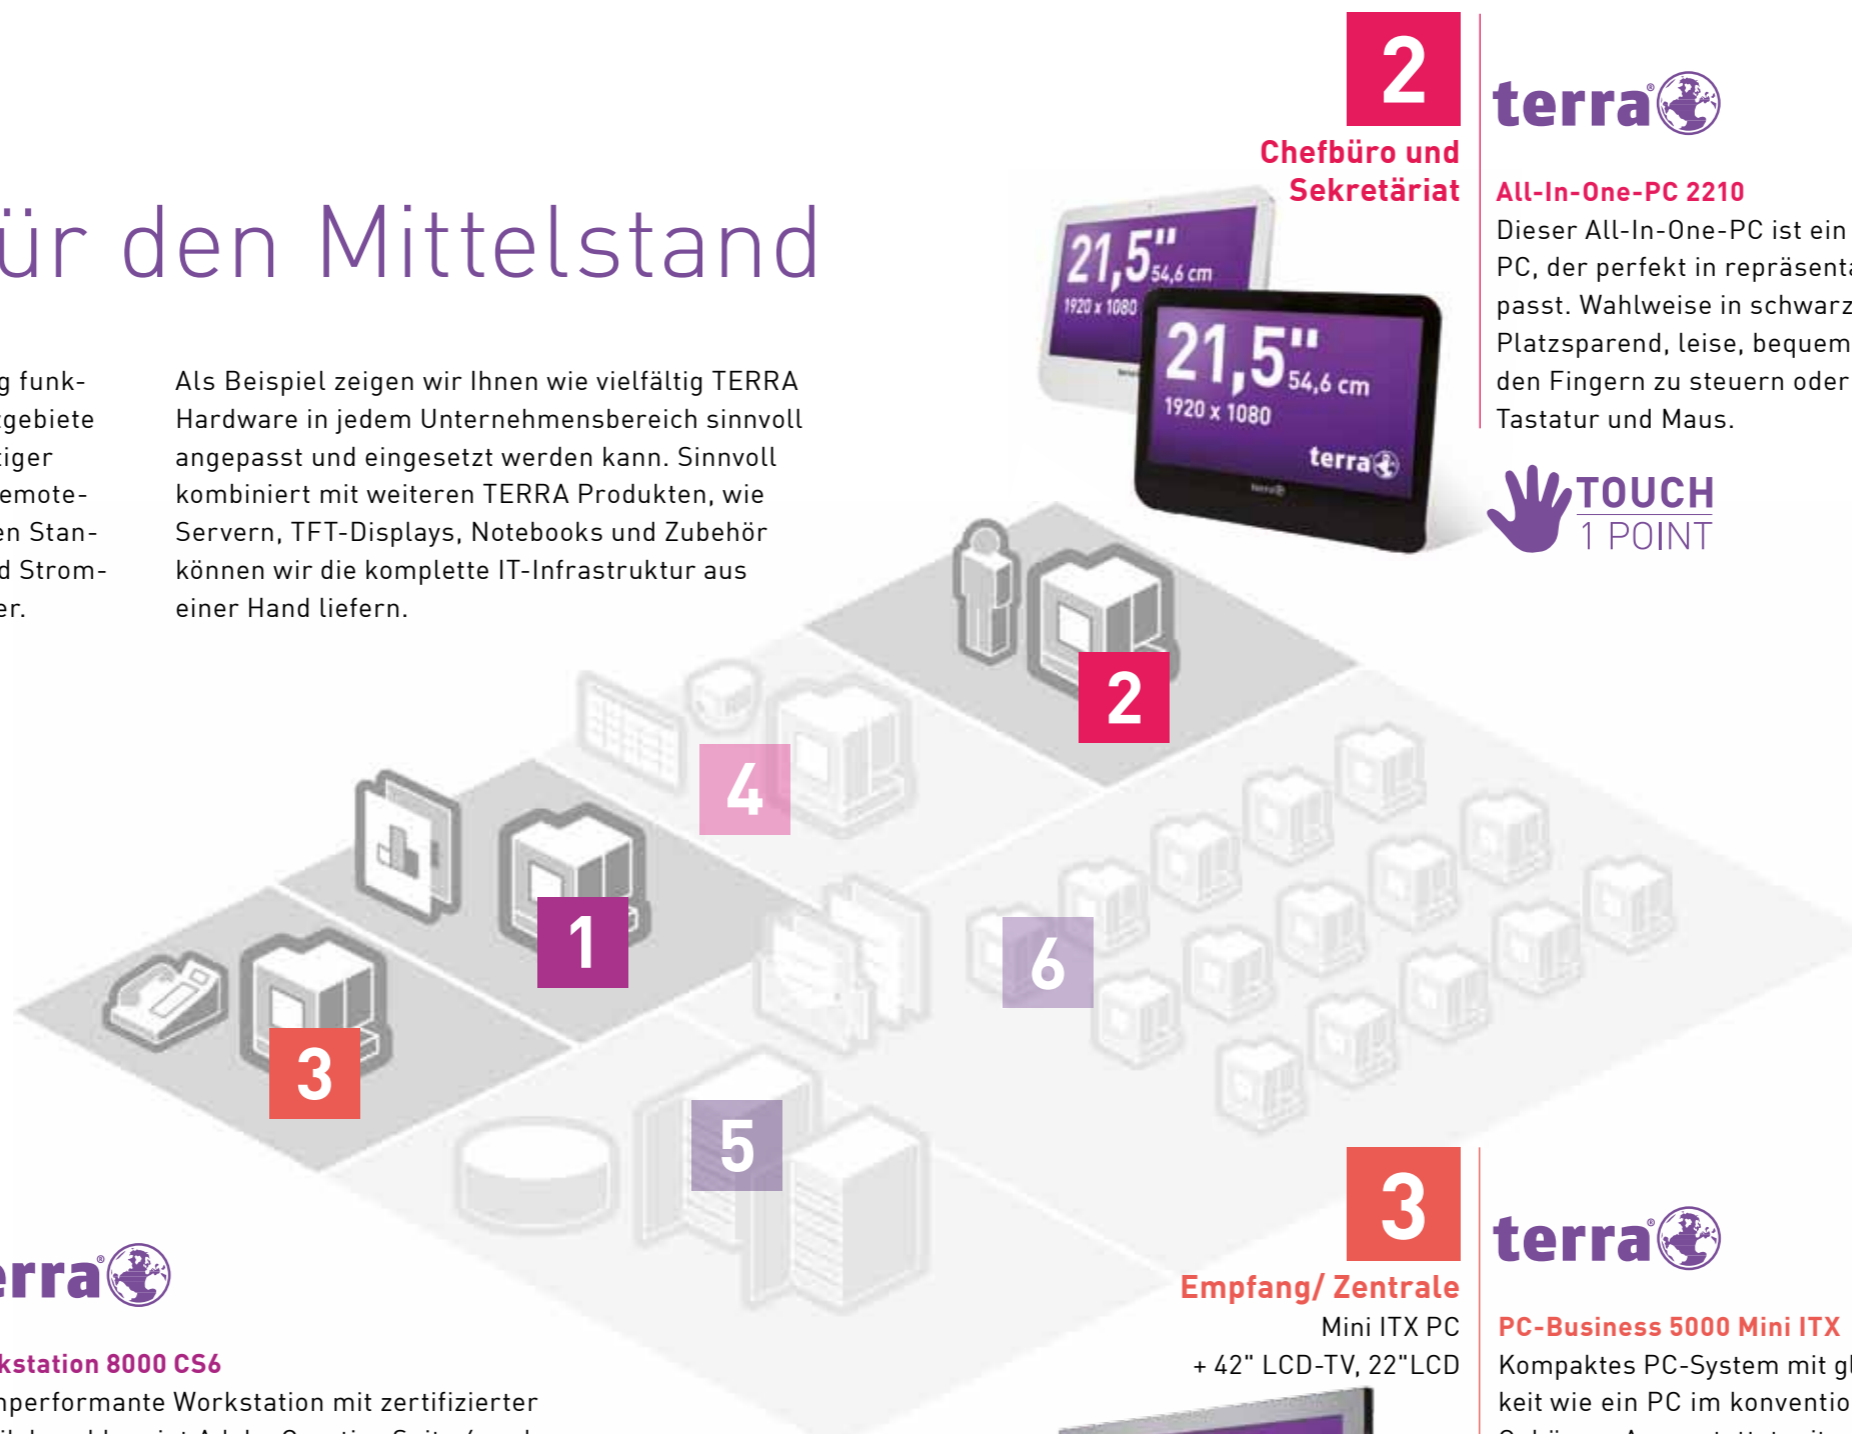 ür den Mittelstand
g funk-
gebiete
tiger
emote-
en Stan-
d Strom-
er.
Als Beispiel zeigen wir Ihnen wie vielfältig TERRA
Hardware in jedem Unternehmensbereich sinnvoll
angepasst und eingesetzt werden kann. Sinnvoll
kombiniert mit weiteren TERRA Produkten, wie
Servern, TFT-Displays, Notebooks und Zubehör
können wir die komplette IT-Infrastruktur aus
einer Hand liefern.
2
Chefbüro und
Sekretäriat
21,5"
54,6 cm
1920 x 1080
21,5"
54,6 cm
1920 x 1080
terra
terra
terra
All-In-One-PC 2210
Dieser All-In-One-PC ist ein
PC, der perfekt in repräsenta
passt. Wahlweise in schwarz
Platzsparend, leise, bequem
den Fingern zu steuern oder
Tastatur und Maus.
TOUCH
1 POINT
2
4
1
6
3
5
erra
kstation 8000 CS6
performante Workstation mit zertifizierter
3
Empfang/ Zentrale
Mini ITX PC
+ 42" LCD-TV, 22"LCD
terra
PC-Business 5000 Mini ITX
Kompaktes PC-System mit gl
keit wie ein PC im konventio